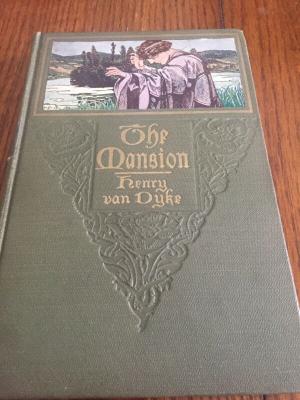 The
Mansion
Henry
van Dyke